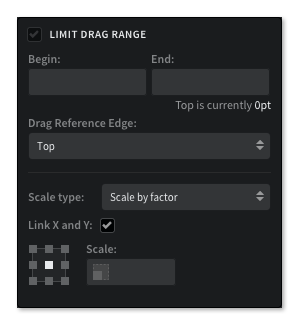 LIMIT DRAG RANGE
Begin: End:
Top is currently 0pt
Drag Reference Edge:
Top
Scale type: Scale by factor
Link X and Y:
Scale: